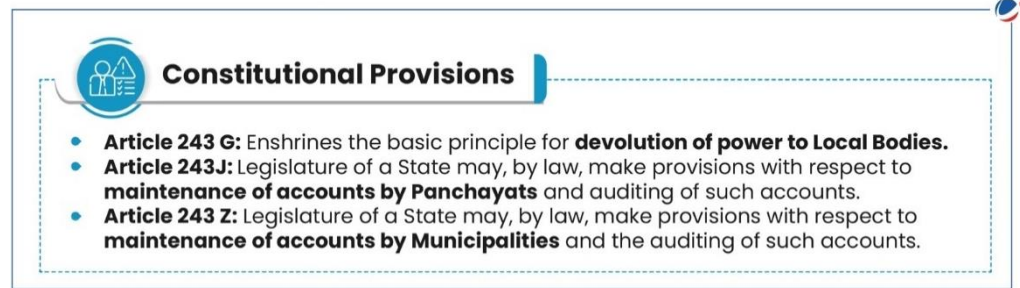 Constitutional Provisions
Article 243 G: Enshrines the basic principle for devolution of power to Local Bodies.
Article 243J: Legislature of a State may, by law, make provisions with respect to
maintenance of accounts by Panchayats and auditing of such accounts.
Article 243 Z: Legislature of a State may, by law, make provisions with respect to
maintenance of accounts by Municipalities and the auditing of such accounts.